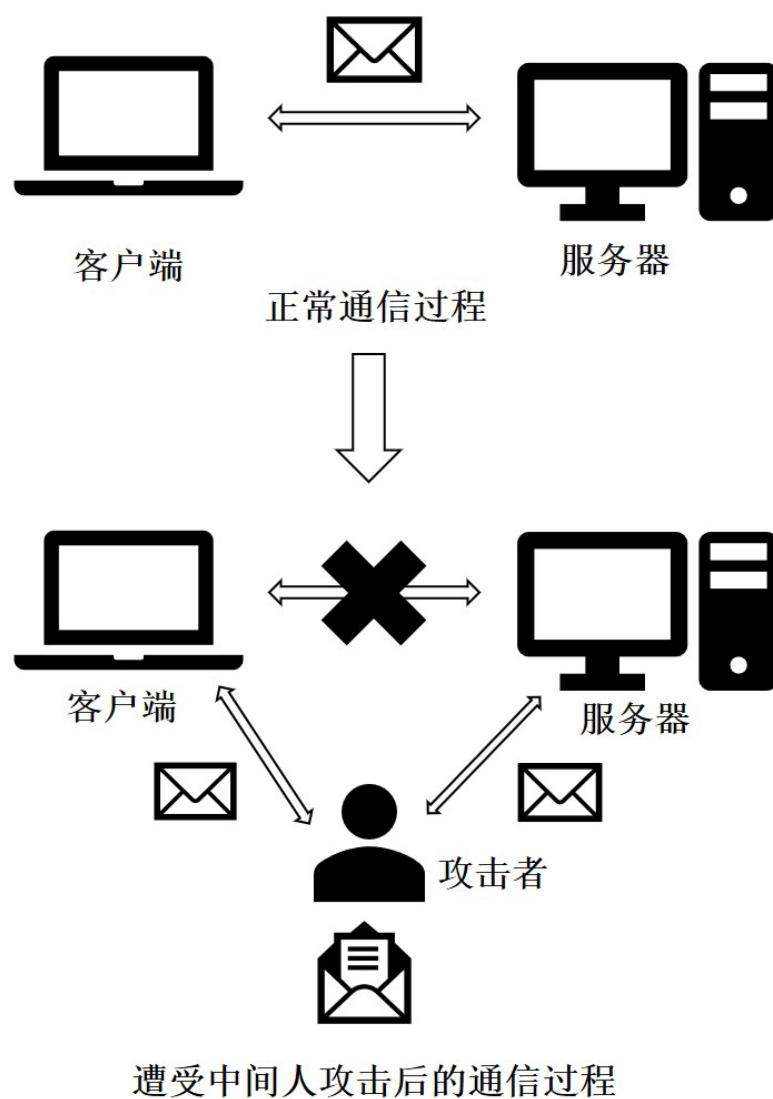 客户端
服务器
正常通信过程
客户端
服务器
攻击者
遭受中间人攻击后的通信过程